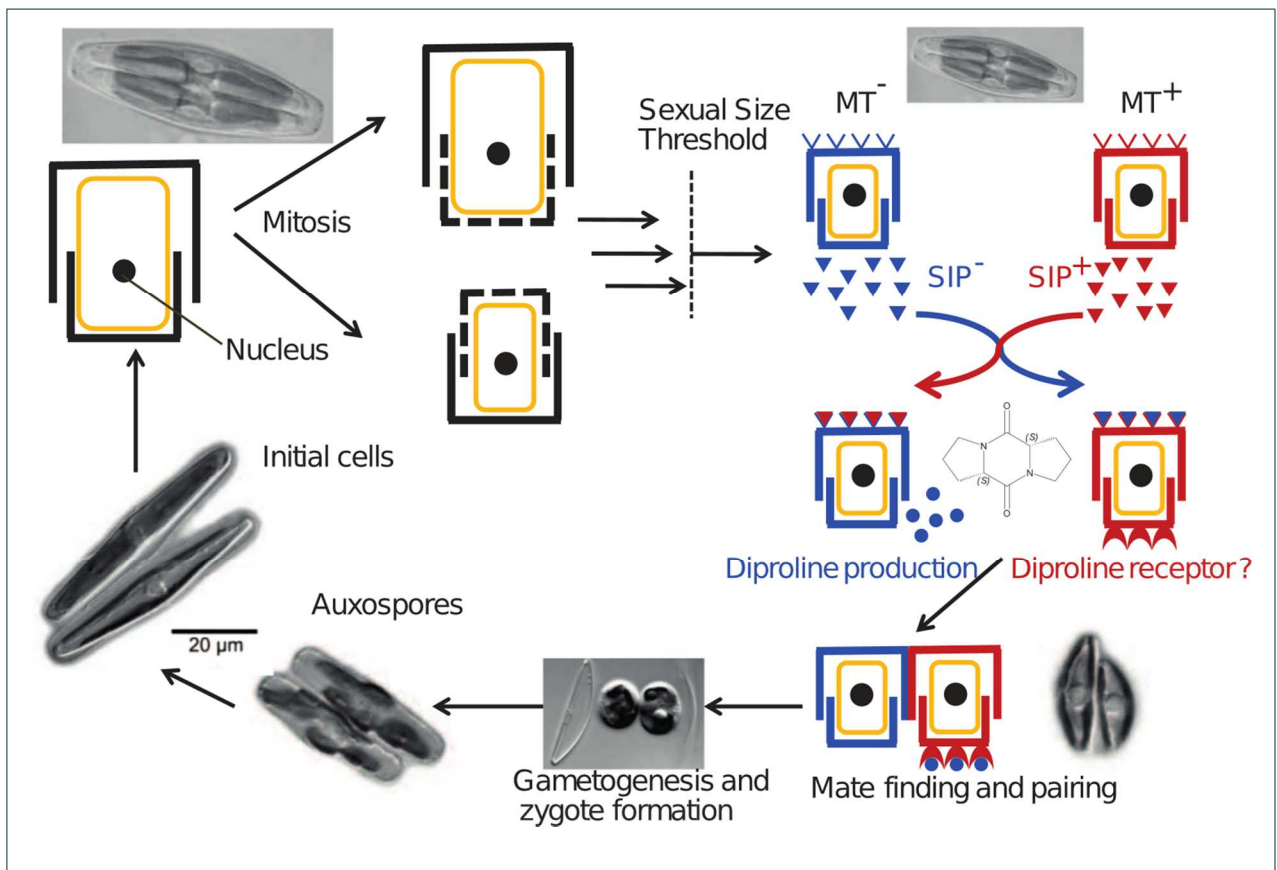 Mitosis
Nucleus
Sexual Size
Threshold
MT-
MT+
SIP-
SIP+
O
(S)
N
N
(S)
O
Diproline production
Diproline receptor?
Initial cells
Auxospores
20 µm
Gametogenesis and
zygote formation
Mate finding and pairing